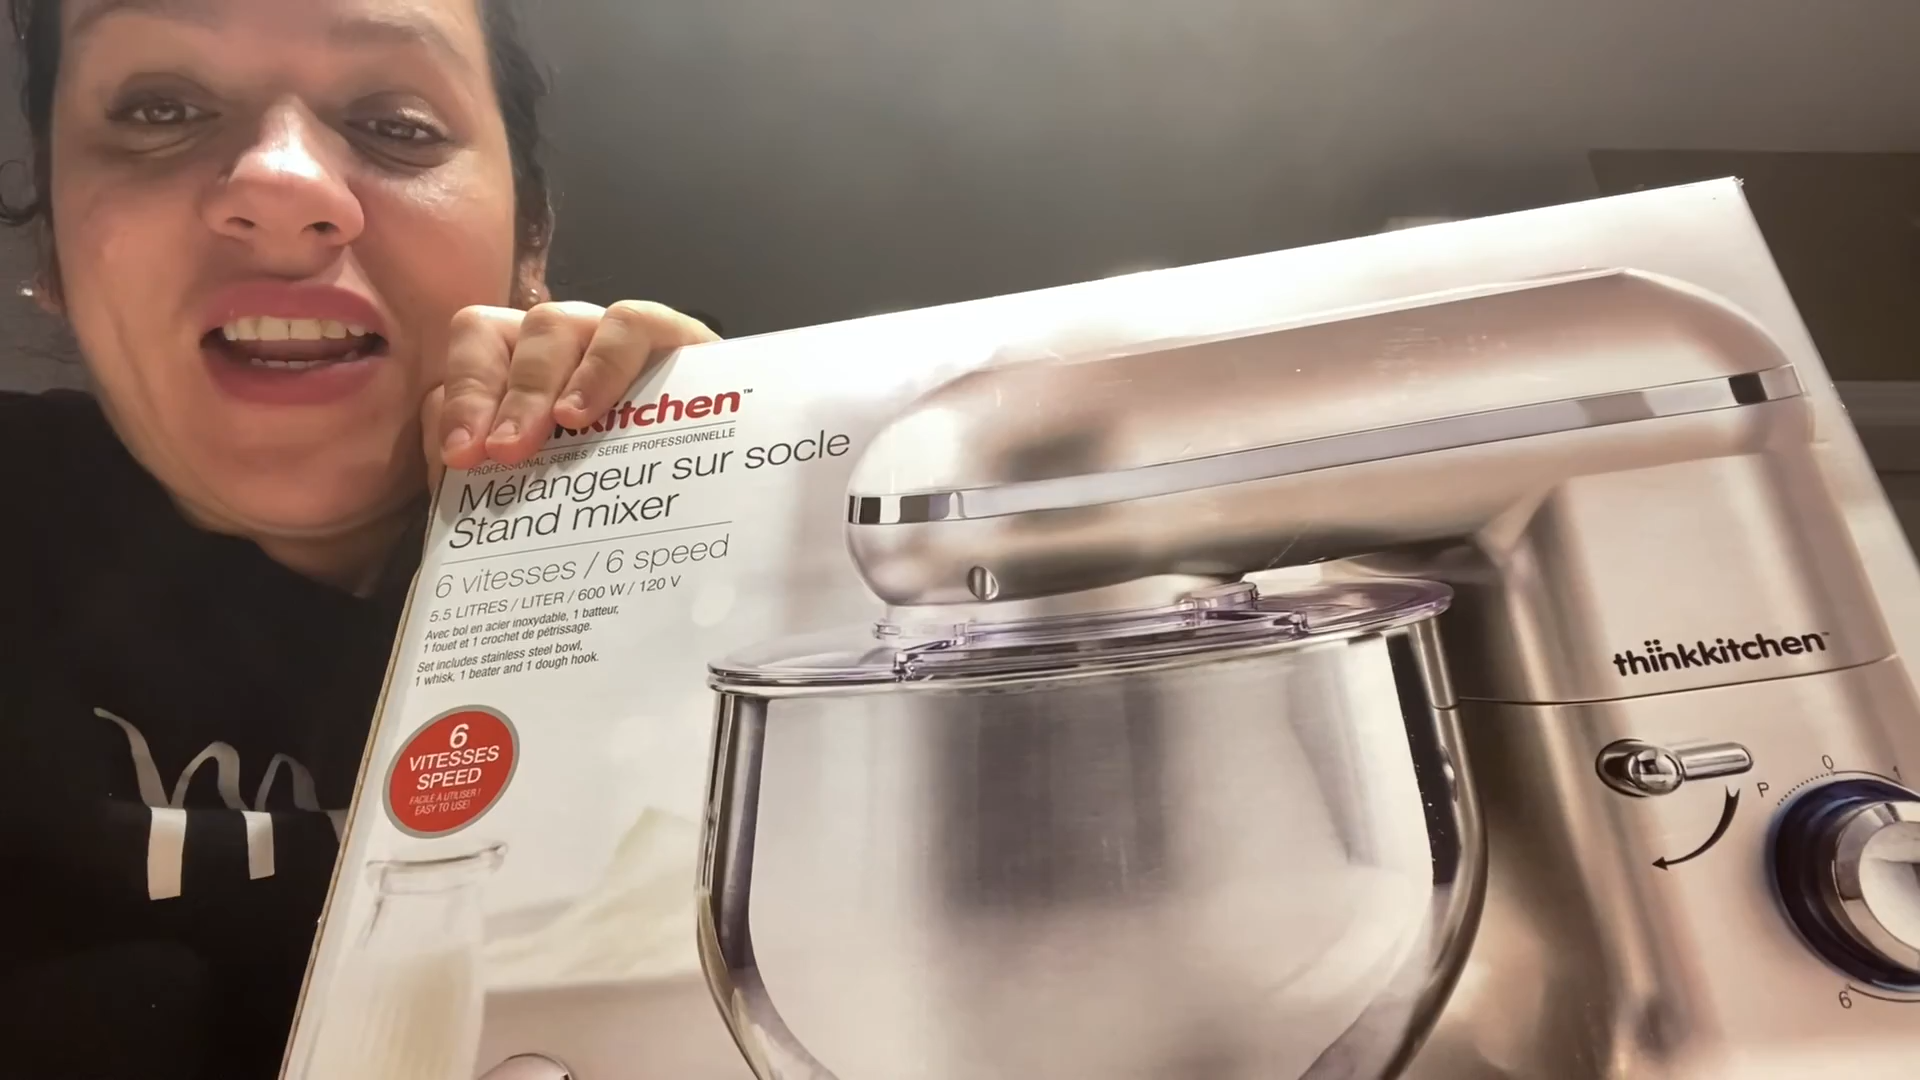 kkitchen™
PROFESSIONAL SERIES / SÉRIE PROFESSIONNELLE
Mélangeur sur socle
Stand mixer
6 vitesses / 6 speed
5.5 LITRES / LITER / 600 W / 120 V
Avec bol en acier inoxydable, 1 batteur,
1 fouet et 1 crochet de pétrissage.
Set includes stainless steel bowl,
1 whisk, 1 beater and 1 dough hook.
6
VITESSES
SPEED
FACILE À UTILISER !
EASY TO USE!
thinkkitchen™
P 0 1
6